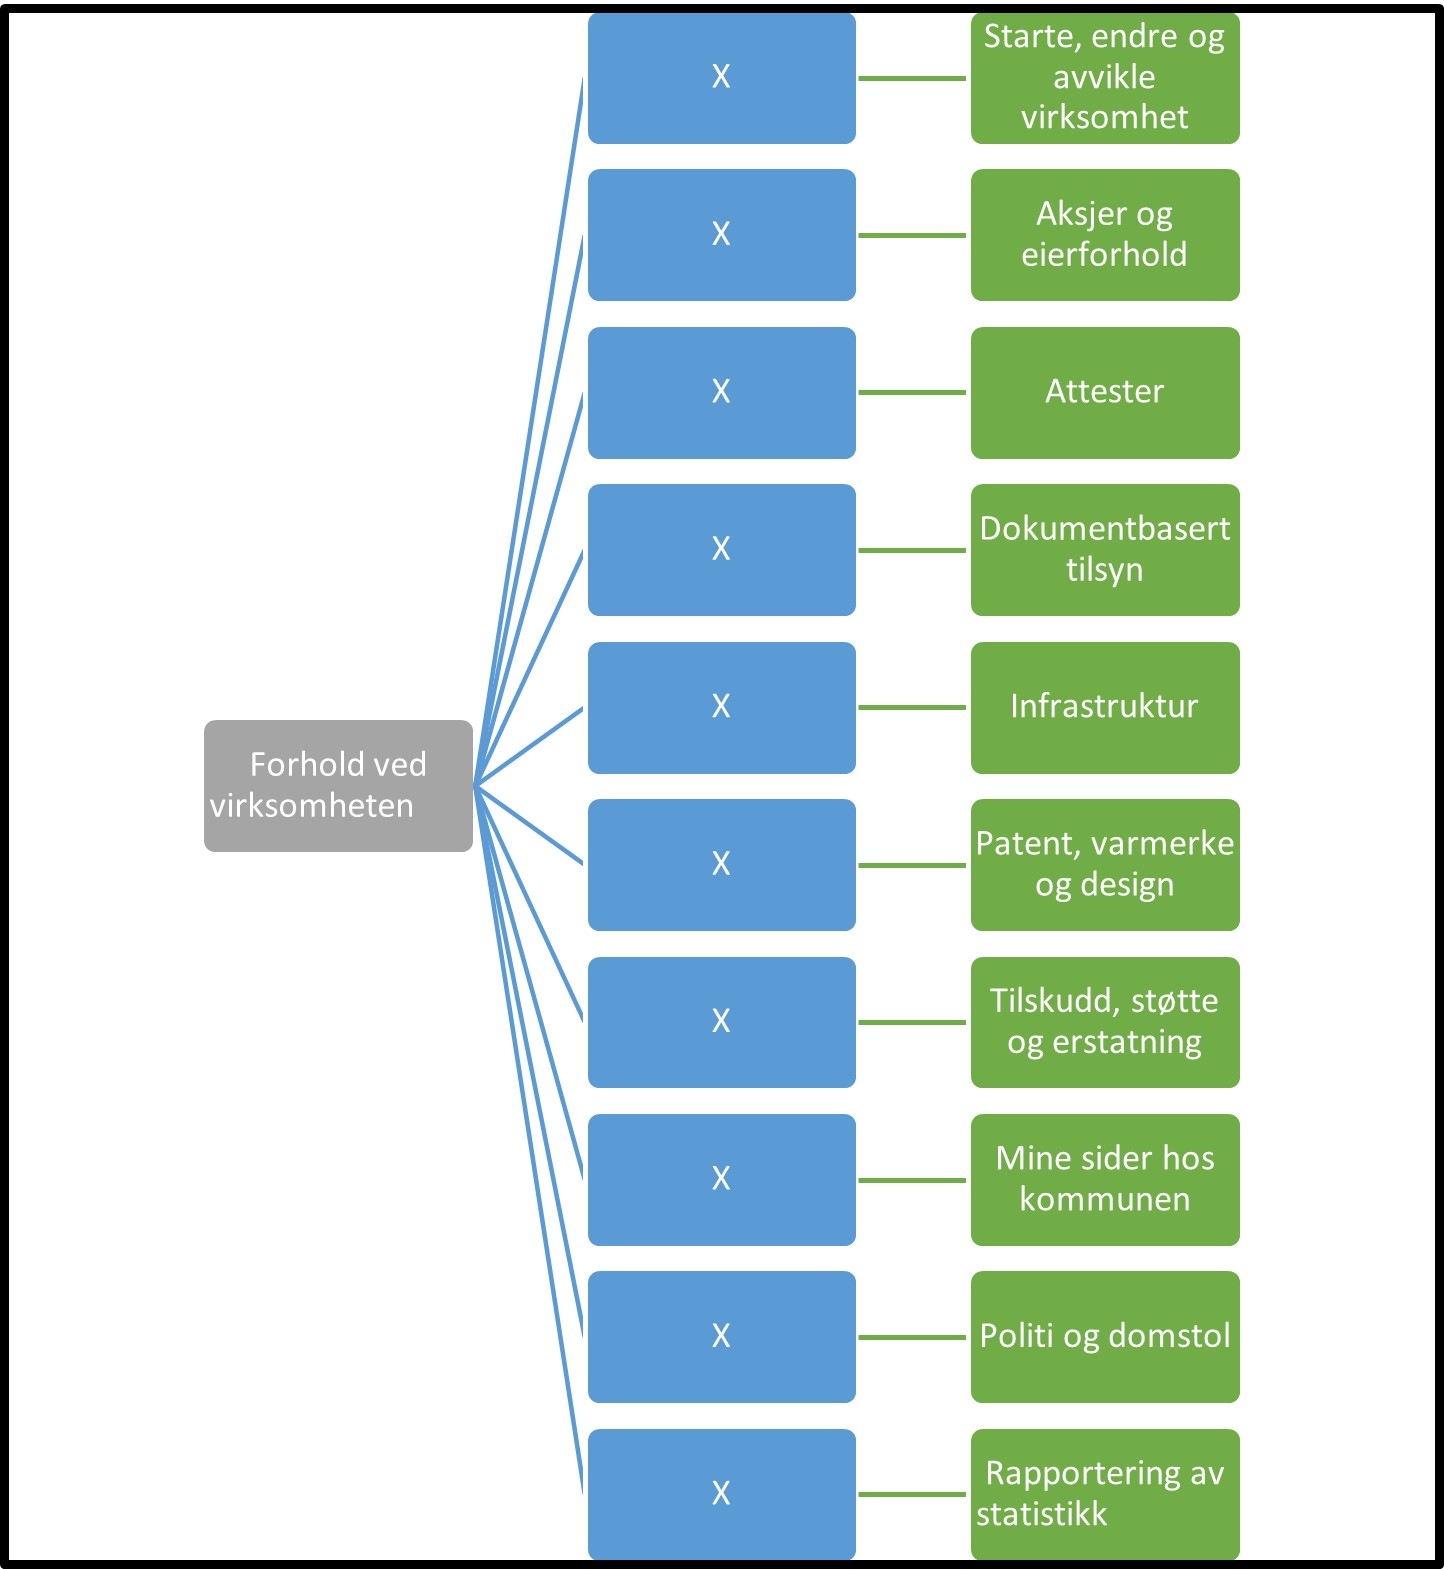 X
Starte, endre og
avvikle
virksomhet
X
Aksjer og
eierforhold
X
Attester
X
Dokumentbasert
tilsyn
X
Infrastruktur
Forhold ved
virksomheten
X
Patent, varmerke
og design
X
Tilskudd, støtte
og erstatning
X
Mine sider hos
kommunen
X
Politi og domstol
X
Rapportering av
statistikk